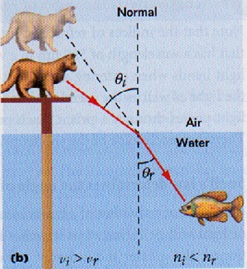 Normal
θi
Air
Water
θr
(b) vi > vr ni < nr